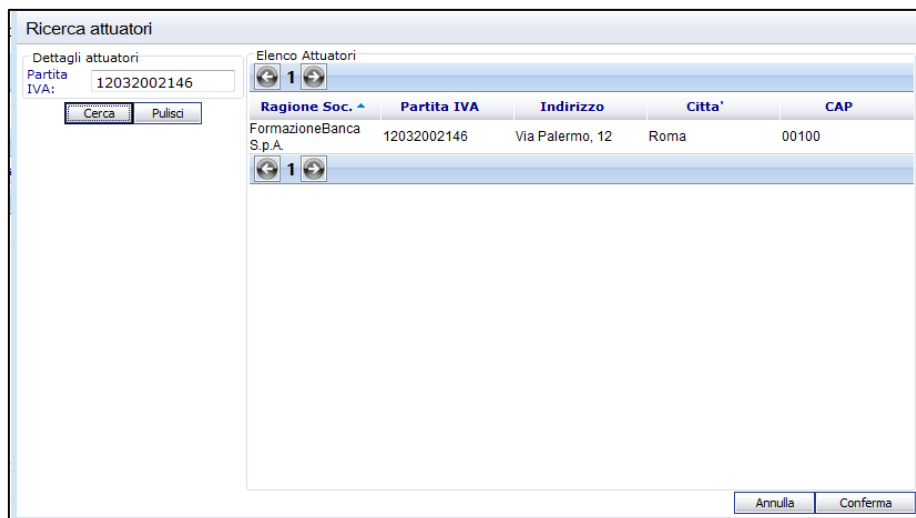 Ricerca attuatori
Dettagli attuatori
Partita
IVA:
12032002146
Cerca
Pulisci
Elenco Attuatori
1
Ragione Soc.
Partita IVA
Indirizzo
Citta'
CAP
FormazioneBanca
S.p.A.
12032002146
Via Palermo, 12
Roma
00100
1
Annulla
Conferma